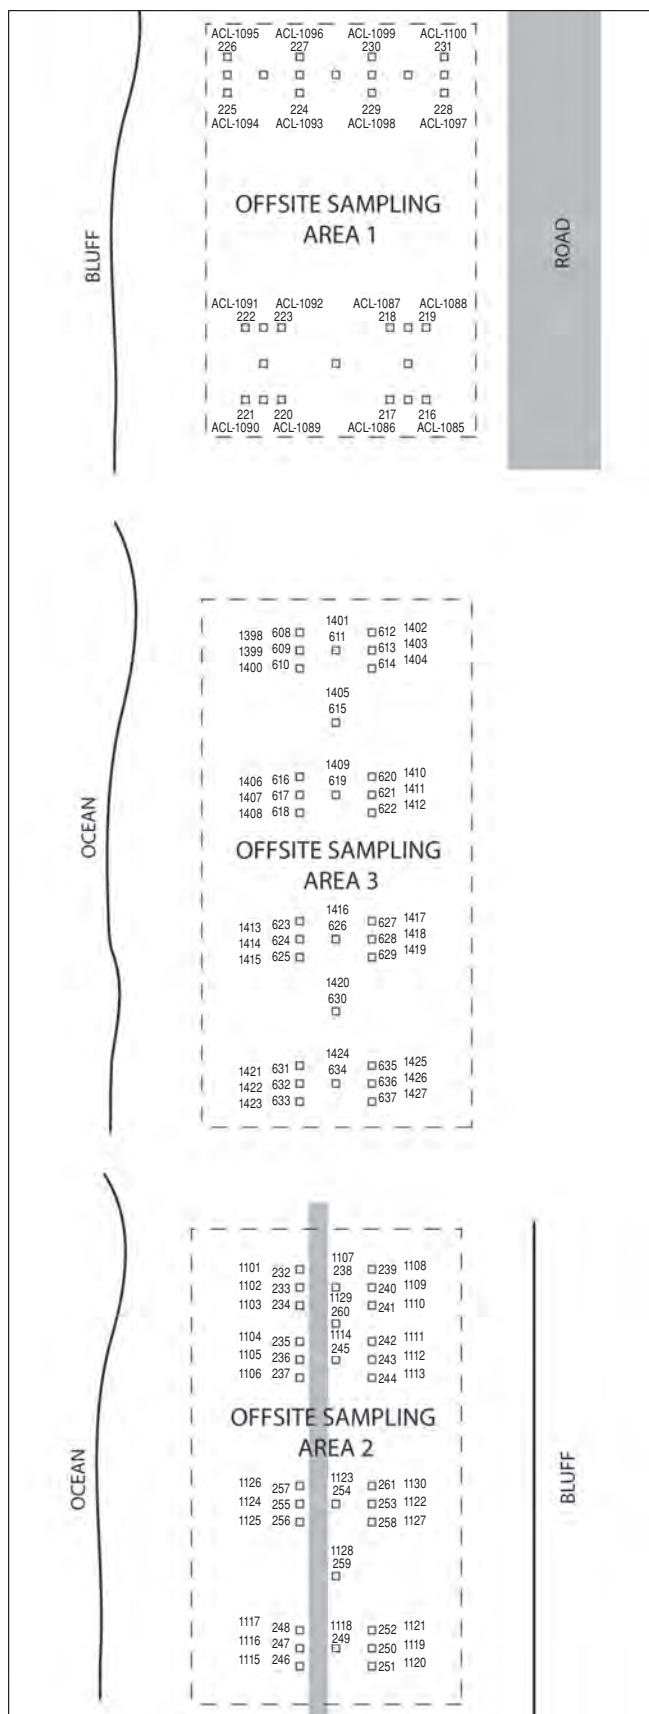 ACL-1095 ACL-1096 ACL-1099 ACL-1100
226 227 230 231
225 224 229 228
ACL-1094 ACL-1093 ACL-1098 ACL-1097
BLUFF
OFFSITE SAMPLING
AREA 1
ROAD
ACL-1091 ACL-1092 ACL-1087 ACL-1088
222 223 218 219
221 220 217 216
ACL-1090 ACL-1089 ACL-1086 ACL-1085
1401
1398 608 611 612 1402
1399 609 613 1403
1400 610 614 1404
1405
615
1409
1406 616 619 620 1410
1407 617 621 1411
1408 618 622 1412
OCEAN
OFFSITE SAMPLING
AREA 3
1416
1413 623 626 627 1417
1414 624 628 1418
1415 625 629 1419
1420
630
1424
1421 631 634 635 1425
1422 632 636 1426
1423 633 637 1427
1107
1101 232 238 239 1108
1102 233 240 1109
1129
1103 234 260 241 1110
1114
1104 235 245 242 1111
1105 236 243 1112
1106 237 244 1113
OFFSITE SAMPLING
AREA 2
OCEAN
BLUFF
1123
1126 257 254 261 1130
1124 255 253 1122
1125 256 258 1127
1128
259
1117 248 1118 252 1121
1116 247 249 250 1119
1115 246 251 1120